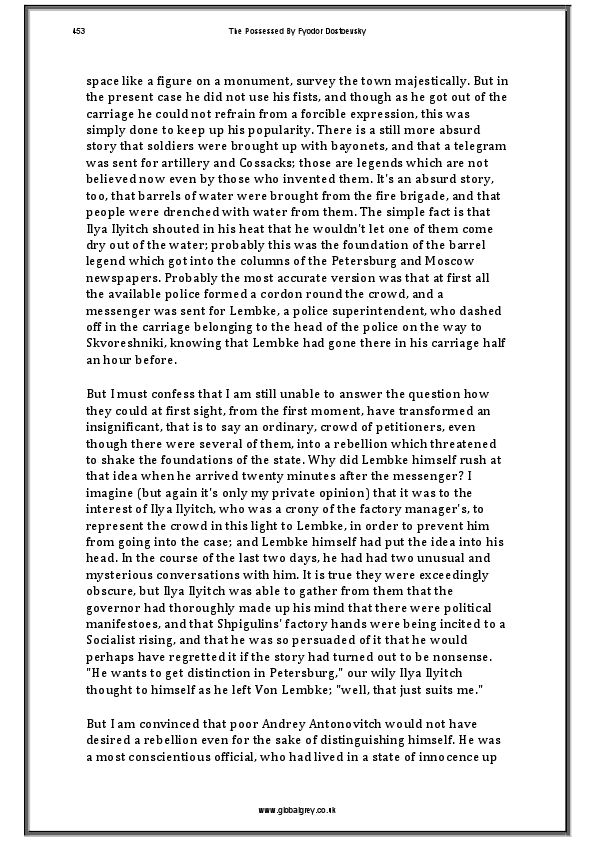 453
The Possessed By Fyodor Dostoevsky
space like a figure on a monument, survey the town majestically. But in
the present case he did not use his fists, and though as he got out of the
carriage he could not refrain from a forcible expression, this was
simply done to keep up his popularity. There is a still more absurd
story that soldiers were brought up with bayonets, and that a telegram
was sent for artillery and Cossacks; those are legends which are not
believed now even by those who invented them. It's an absurd story,
too, that barrels of water were brought from the fire brigade, and that
people were drenched with water from them. The simple fact is that
Ilya Ilyitch shouted in his heat that he wouldn't let one of them come
dry out of the water; probably this was the foundation of the barrel
legend which got into the columns of the Petersburg and Moscow
newspapers. Probably the most accurate version was that at first all
the available police formed a cordon round the crowd, and a
messenger was sent for Lembke, a police superintendent, who dashed
off in the carriage belonging to the head of the police on the way to
Skvoreshniki, knowing that Lembke had gone there in his carriage half
an hour before.
But I must confess that I am still unable to answer the question how
they could at first sight, from the first moment, have transformed an
insignificant, that is to say an ordinary, crowd of petitioners, even
though there were several of them, into a rebellion which threatened
to shake the foundations of the state. Why did Lembke himself rush at
that idea when he arrived twenty minutes after the messenger? I
imagine (but again it's only my private opinion) that it was to the
interest of Ilya Ilyitch, who was a crony of the factory manager's, to
represent the crowd in this light to Lembke, in order to prevent him
from going into the case; and Lembke himself had put the idea into his
head. In the course of the last two days, he had had two unusual and
mysterious conversations with him. It is true they were exceedingly
obscure, but Ilya Ilyitch was able to gather from them that the
governor had thoroughly made up his mind that there were political
manifestoes, and that Shpigulins' factory hands were being incited to a
Socialist rising, and that he was so persuaded of it that he would
perhaps have regretted it if the story had turned out to be nonsense.
"He wants to get distinction in Petersburg," our wily Ilya Ilyitch
thought to himself as he left Von Lembke; "well, that just suits me."
But I am convinced that poor Andrey Antonovitch would not have
desired a rebellion even for the sake of distinguishing himself. He was
a most conscientious official, who had lived in a state of innocence up
www.globalgrey.co.uk